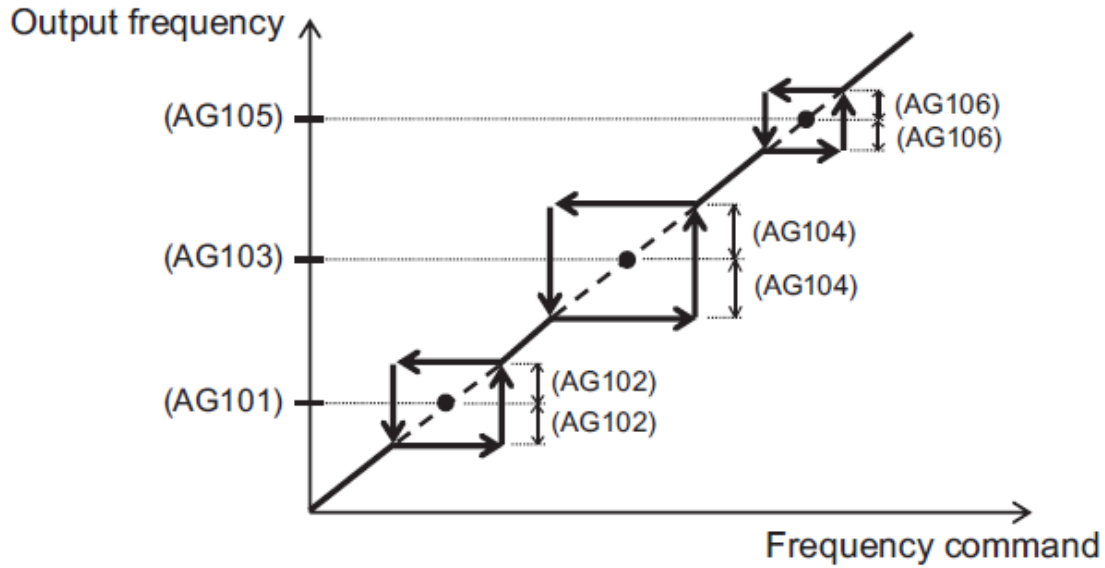 Output frequency
(AG105)
(AG106)
(AG106)
(AG103)
(AG104)
(AG104)
(AG101)
(AG102)
(AG102)
Frequency command